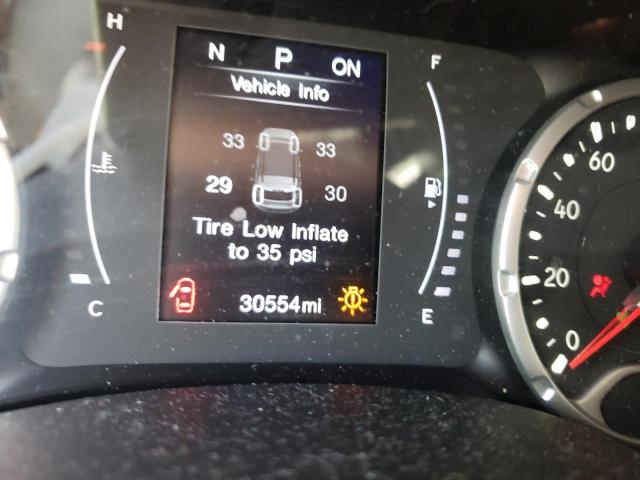 H
N P ON
F
Vehicle Info
33 33
29 30
Tire Low Inflate
to 35 psi
30554mi
C
E
60
40
20
0